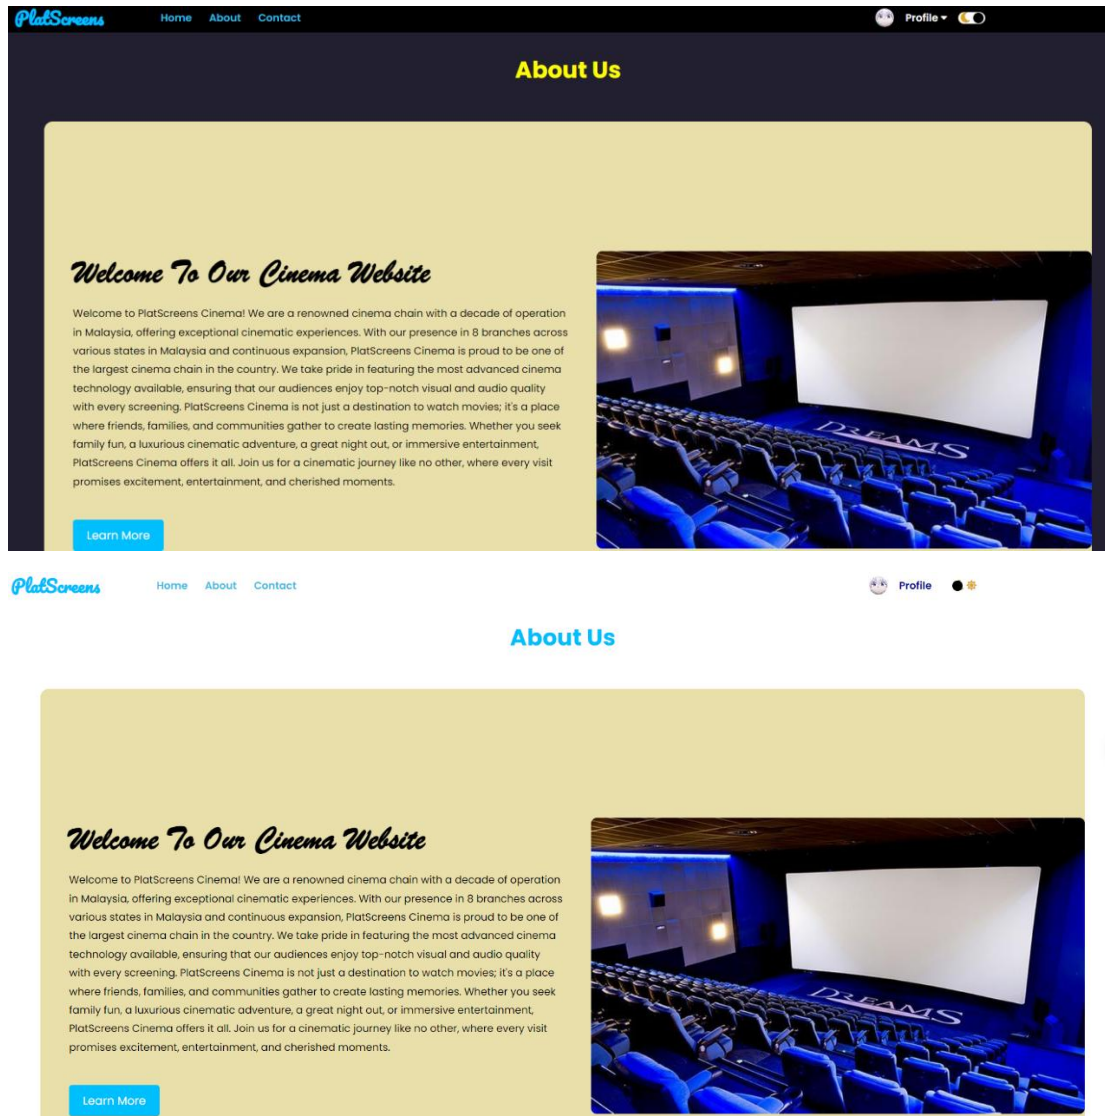 PlatScreens Home About Contact Profile
About Us
Welcome To Our Cinema Website
Welcome to PlatScreens Cinema! We are a renowned cinema chain with a decade of operation
in Malaysia, offering exceptional cinematic experiences. With our presence in 8 branches across
various states in Malaysia and continuous expansion, PlatScreens Cinema is proud to be one of
the largest cinema chain in the country. We take pride in featuring the most advanced cinema
technology available, ensuring that our audiences enjoy top-notch visual and audio quality
with every screening. PlatScreens Cinema is not just a destination to watch movies; it's a place
where friends, families, and communities gather to create lasting memories. Whether you seek
family fun, a luxurious cinematic adventure, a great night out, or immersive entertainment,
PlatScreens Cinema offers it all. Join us for a cinematic journey like no other, where every visit
promises excitement, entertainment, and cherished moments.
DREAMS
Learn More
PlatScreens Home About Contact Profile
About Us
Welcome To Our Cinema Website
Welcome to PlatScreens Cinema! We are a renowned cinema chain with a decade of operation
in Malaysia, offering exceptional cinematic experiences. With our presence in 8 branches across
various states in Malaysia and continuous expansion, PlatScreens Cinema is proud to be one of
the largest cinema chain in the country. We take pride in featuring the most advanced cinema
technology available, ensuring that our audiences enjoy top-notch visual and audio quality
with every screening. PlatScreens Cinema is not just a destination to watch movies; it's a place
where friends, families, and communities gather to create lasting memories. Whether you seek
family fun, a luxurious cinematic adventure, a great night out, or immersive entertainment,
PlatScreens Cinema offers it all. Join us for a cinematic journey like no other, where every visit
promises excitement, entertainment, and cherished moments.
DREAMS
Learn More